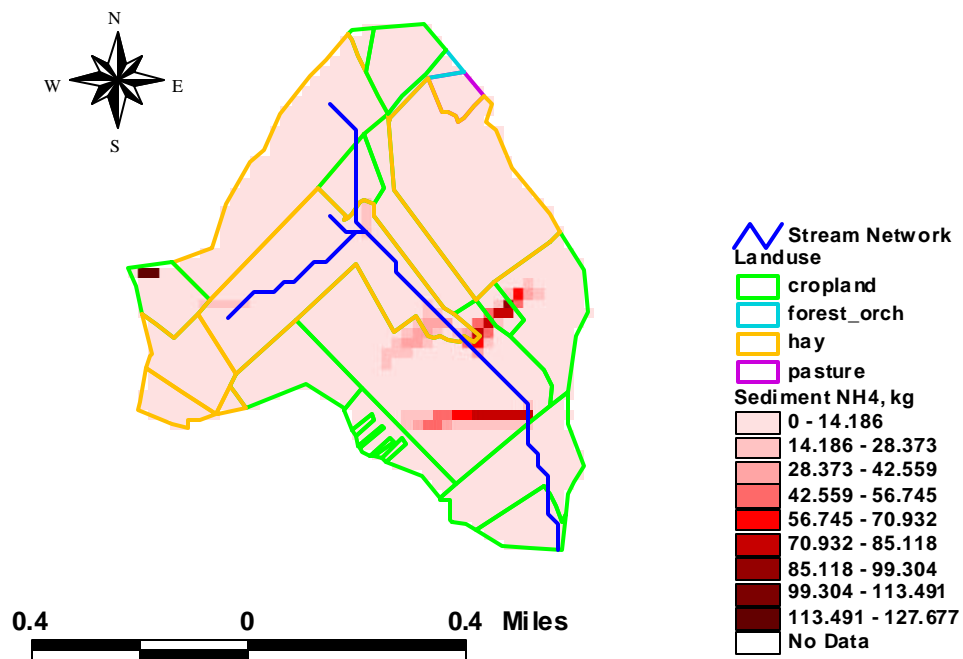 N
W E
S
Stream Network
Landuse
cropland
forest_orch
hay
pasture
Sediment NH4, kg
0 - 14.186
14.186 - 28.373
28.373 - 42.559
42.559 - 56.745
56.745 - 70.932
70.932 - 85.118
85.118 - 99.304
99.304 - 113.491
113.491 - 127.677
No Data
0.4 0 0.4 Miles